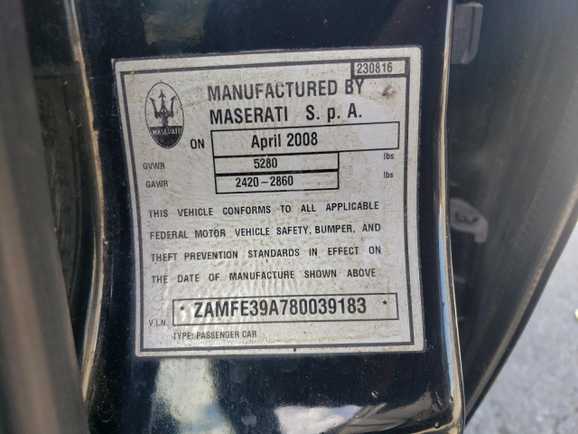 230816
MANUFACTURED BY
MASERATI S. p. A.
MASERATI
ON April 2008
GVWR 5280 lbs
GAWR 2420-2860 lbs
THIS VEHICLE CONFORMS TO ALL APPLICABLE
FEDERAL MOTOR VEHICLE SAFETY, BUMPER, AND
THEFT PREVENTION STANDARDS IN EFFECT ON
THE DATE OF MANUFACTURE SHOWN ABOVE
V.I.N. * ZAMFE39A780039183 *
TYPE: PASSENGER CAR